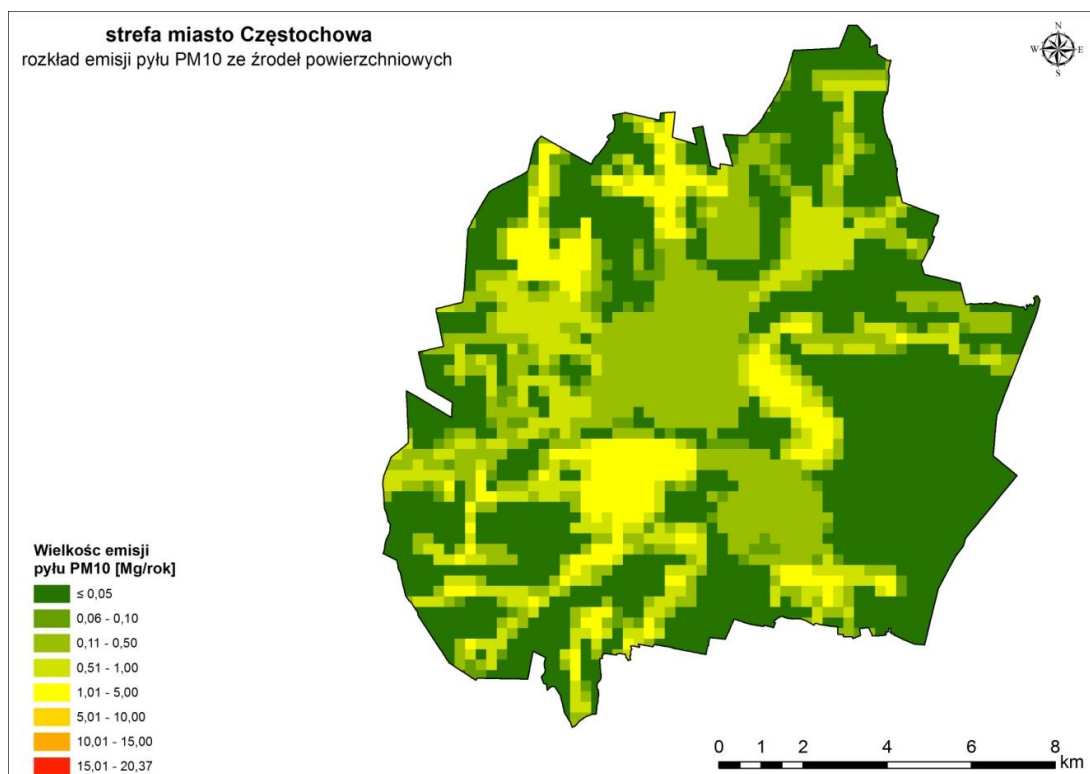 strefa miasto Częstochowa
rozkład emisji pyłu PM10 ze źrodeł powierzchniowych
N
W E
S
Wielkośc emisji
pyłu PM10 [Mg/rok]
≤ 0,05
0,06 - 0,10
0,11 - 0,50
0,51 - 1,00
1,01 - 5,00
5,01 - 10,00
10,01 - 15,00
15,01 - 20,37
0 1 2 4 6 8
km